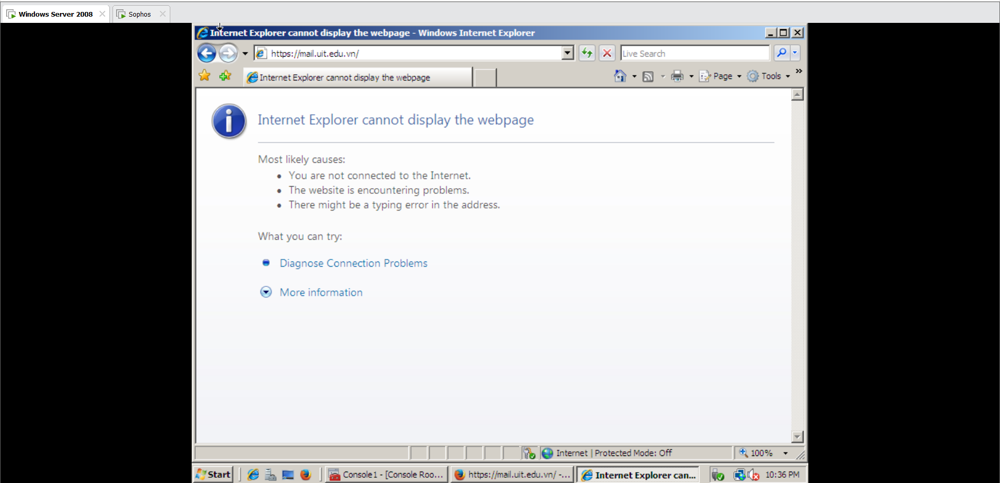 Windows Server 2008
Sophos
Internet Explorer cannot display the webpage - Windows Internet Explorer
https://mail.uit.edu.vn/
Live Search
Internet Explorer cannot display the webpage
Page
Tools
Internet Explorer cannot display the webpage
Most likely causes:
You are not connected to the Internet.
The website is encountering problems.
There might be a typing error in the address.
What you can try:
Diagnose Connection Problems
More information
Internet | Protected Mode: Off
100%
Start
Console1 - [Console Roo...
https://mail.uit.edu.vn/ -...
Internet Explorer can...
10:36 PM